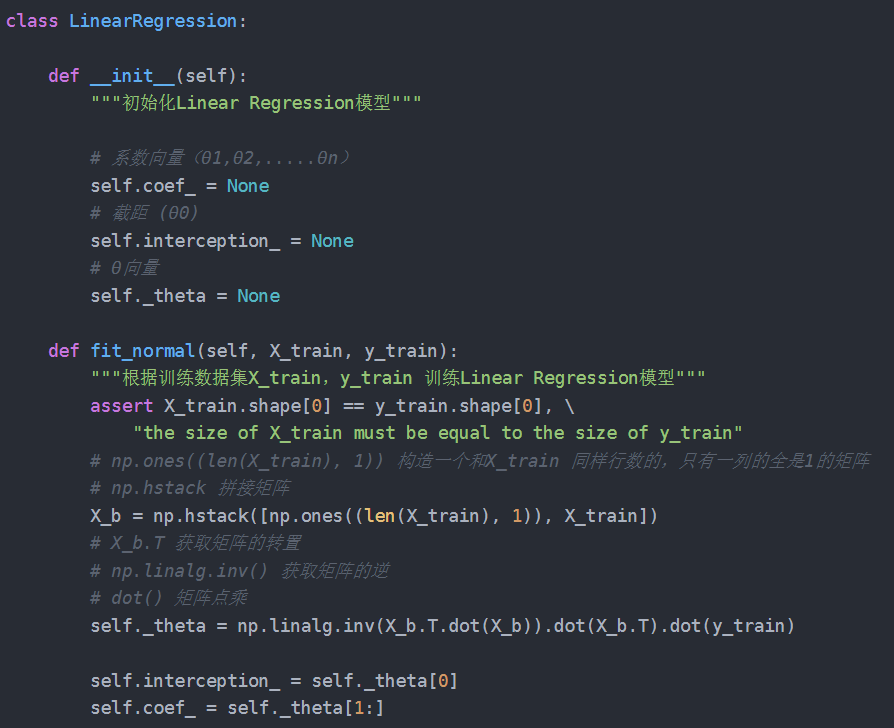 class LinearRegression:
def __init__(self):
"""初始化Linear Regression模型"""
# 系数向量（θ1,θ2,.....θn）
self.coef_ = None
# 截距 (θ0)
self.interception_ = None
# θ向量
self._theta = None
def fit_normal(self, X_train, y_train):
"""根据训练数据集X_train，y_train 训练Linear Regression模型"""
assert X_train.shape[0] == y_train.shape[0], \
"the size of X_train must be equal to the size of y_train"
# np.ones((len(X_train), 1)) 构造一个和X_train 同样行数的，只有一列的全是1的矩阵
# np.hstack 拼接矩阵
X_b = np.hstack([np.ones((len(X_train), 1)), X_train])
# X_b.T 获取矩阵的转置
# np.linalg.inv() 获取矩阵的逆
# dot() 矩阵点乘
self._theta = np.linalg.inv(X_b.T.dot(X_b)).dot(X_b.T).dot(y_train)
self.interception_ = self._theta[0]
self.coef_ = self._theta[1:]